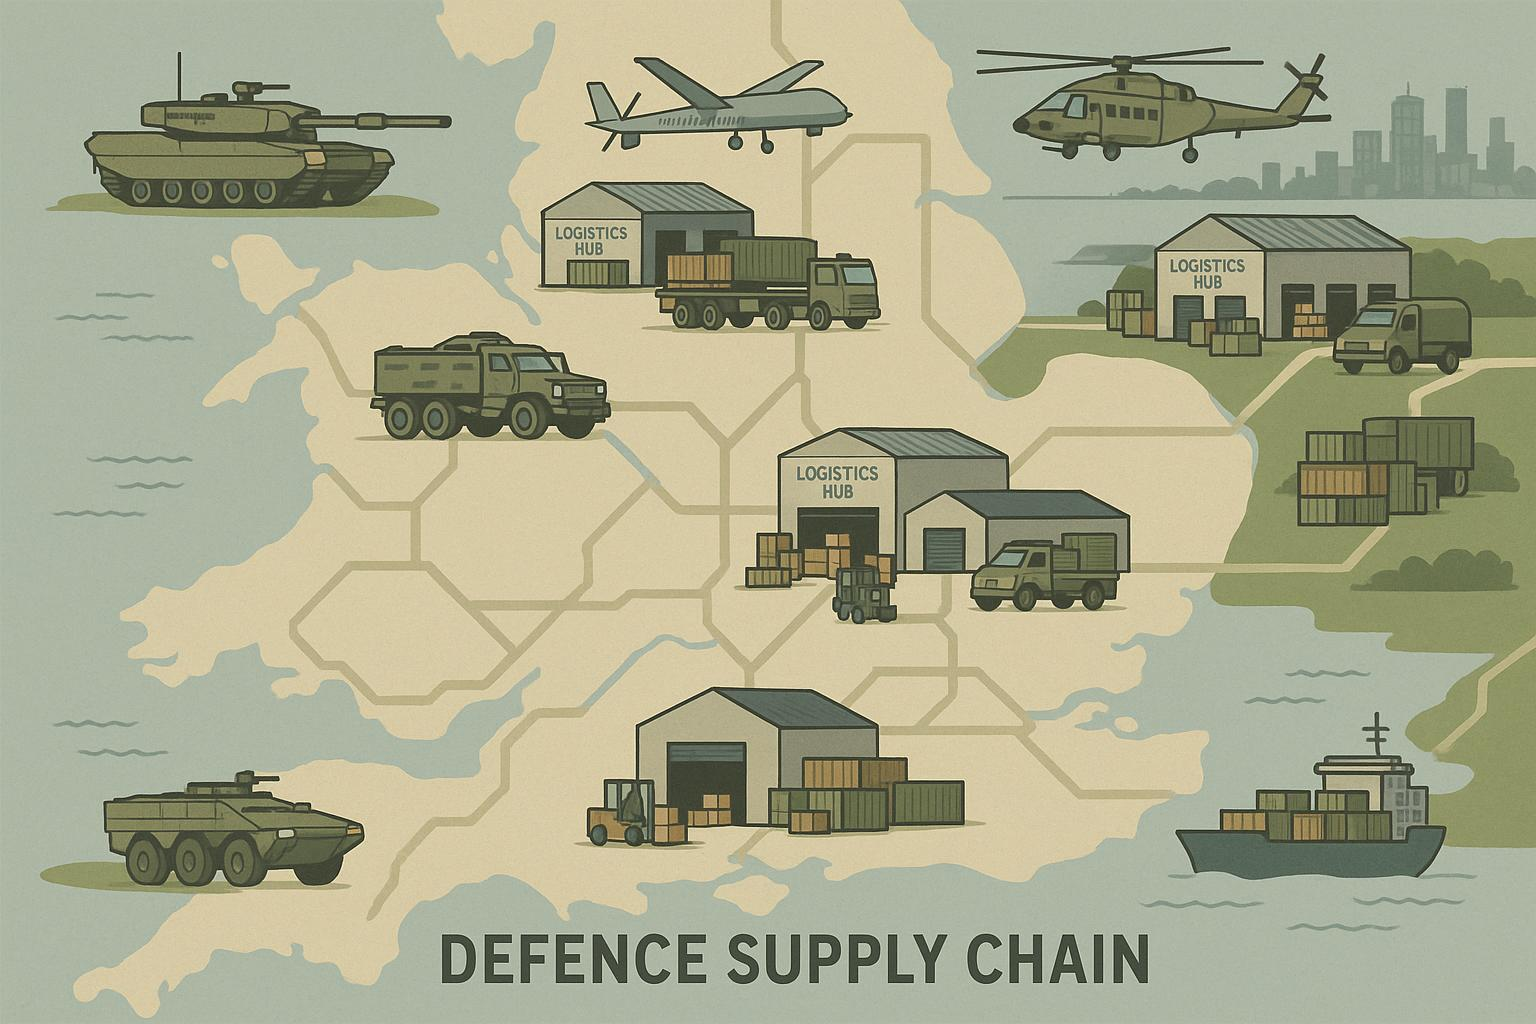 LOGISTICS
HUB
LOGISTICS
HUB
LOGISTICS
HUB
DEFENCE SUPPLY CHAIN